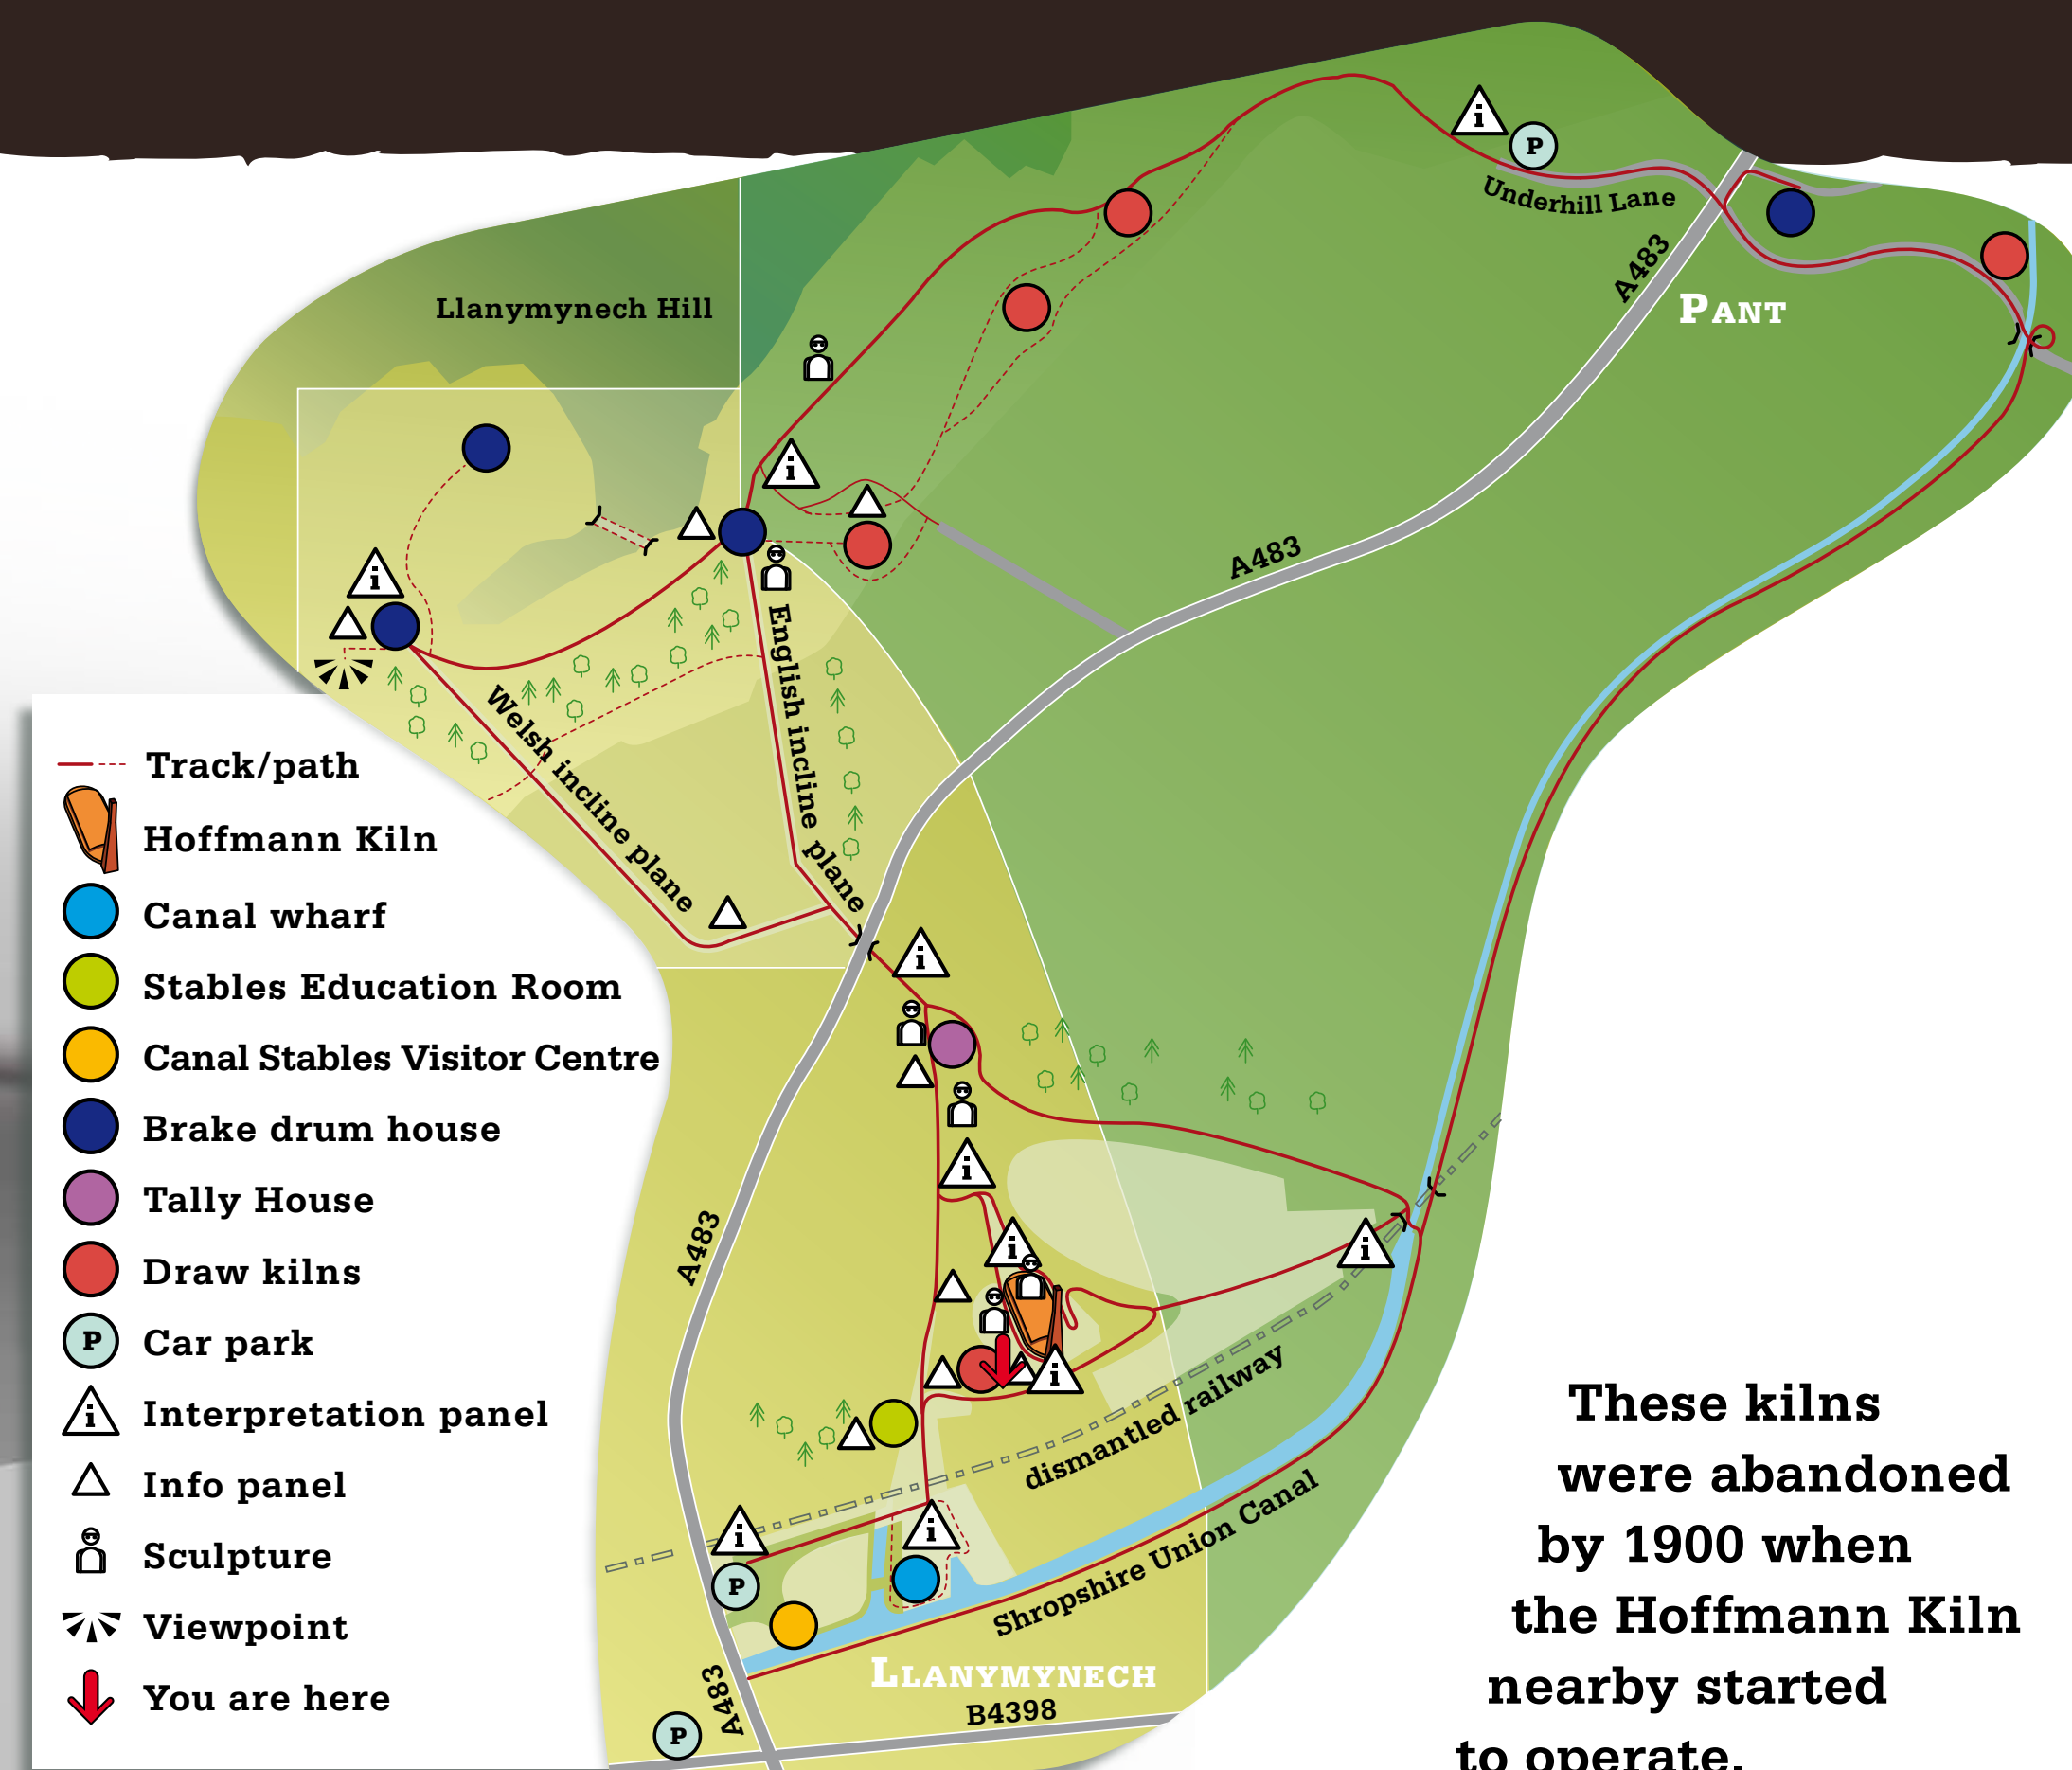 Underhill Lane
A483
Pant
Llanymynech Hill
A483
English incline plane
Welsh incline plane
A483
dismantled railway
Shropshire Union Canal
Llanymynech
A483
B4398
i
i
i
i
i
i
i
i
i
i
P
P
P
Track/path
Hoffmann Kiln
Canal wharf
Stables Education Room
Canal Stables Visitor Centre
Brake drum house
Tally House
Draw kilns
P Car park
i Interpretation panel
Info panel
Sculpture
Viewpoint
You are here
These kilns
were abandoned
by 1900 when
the Hoffmann Kiln
nearby started
to operate.